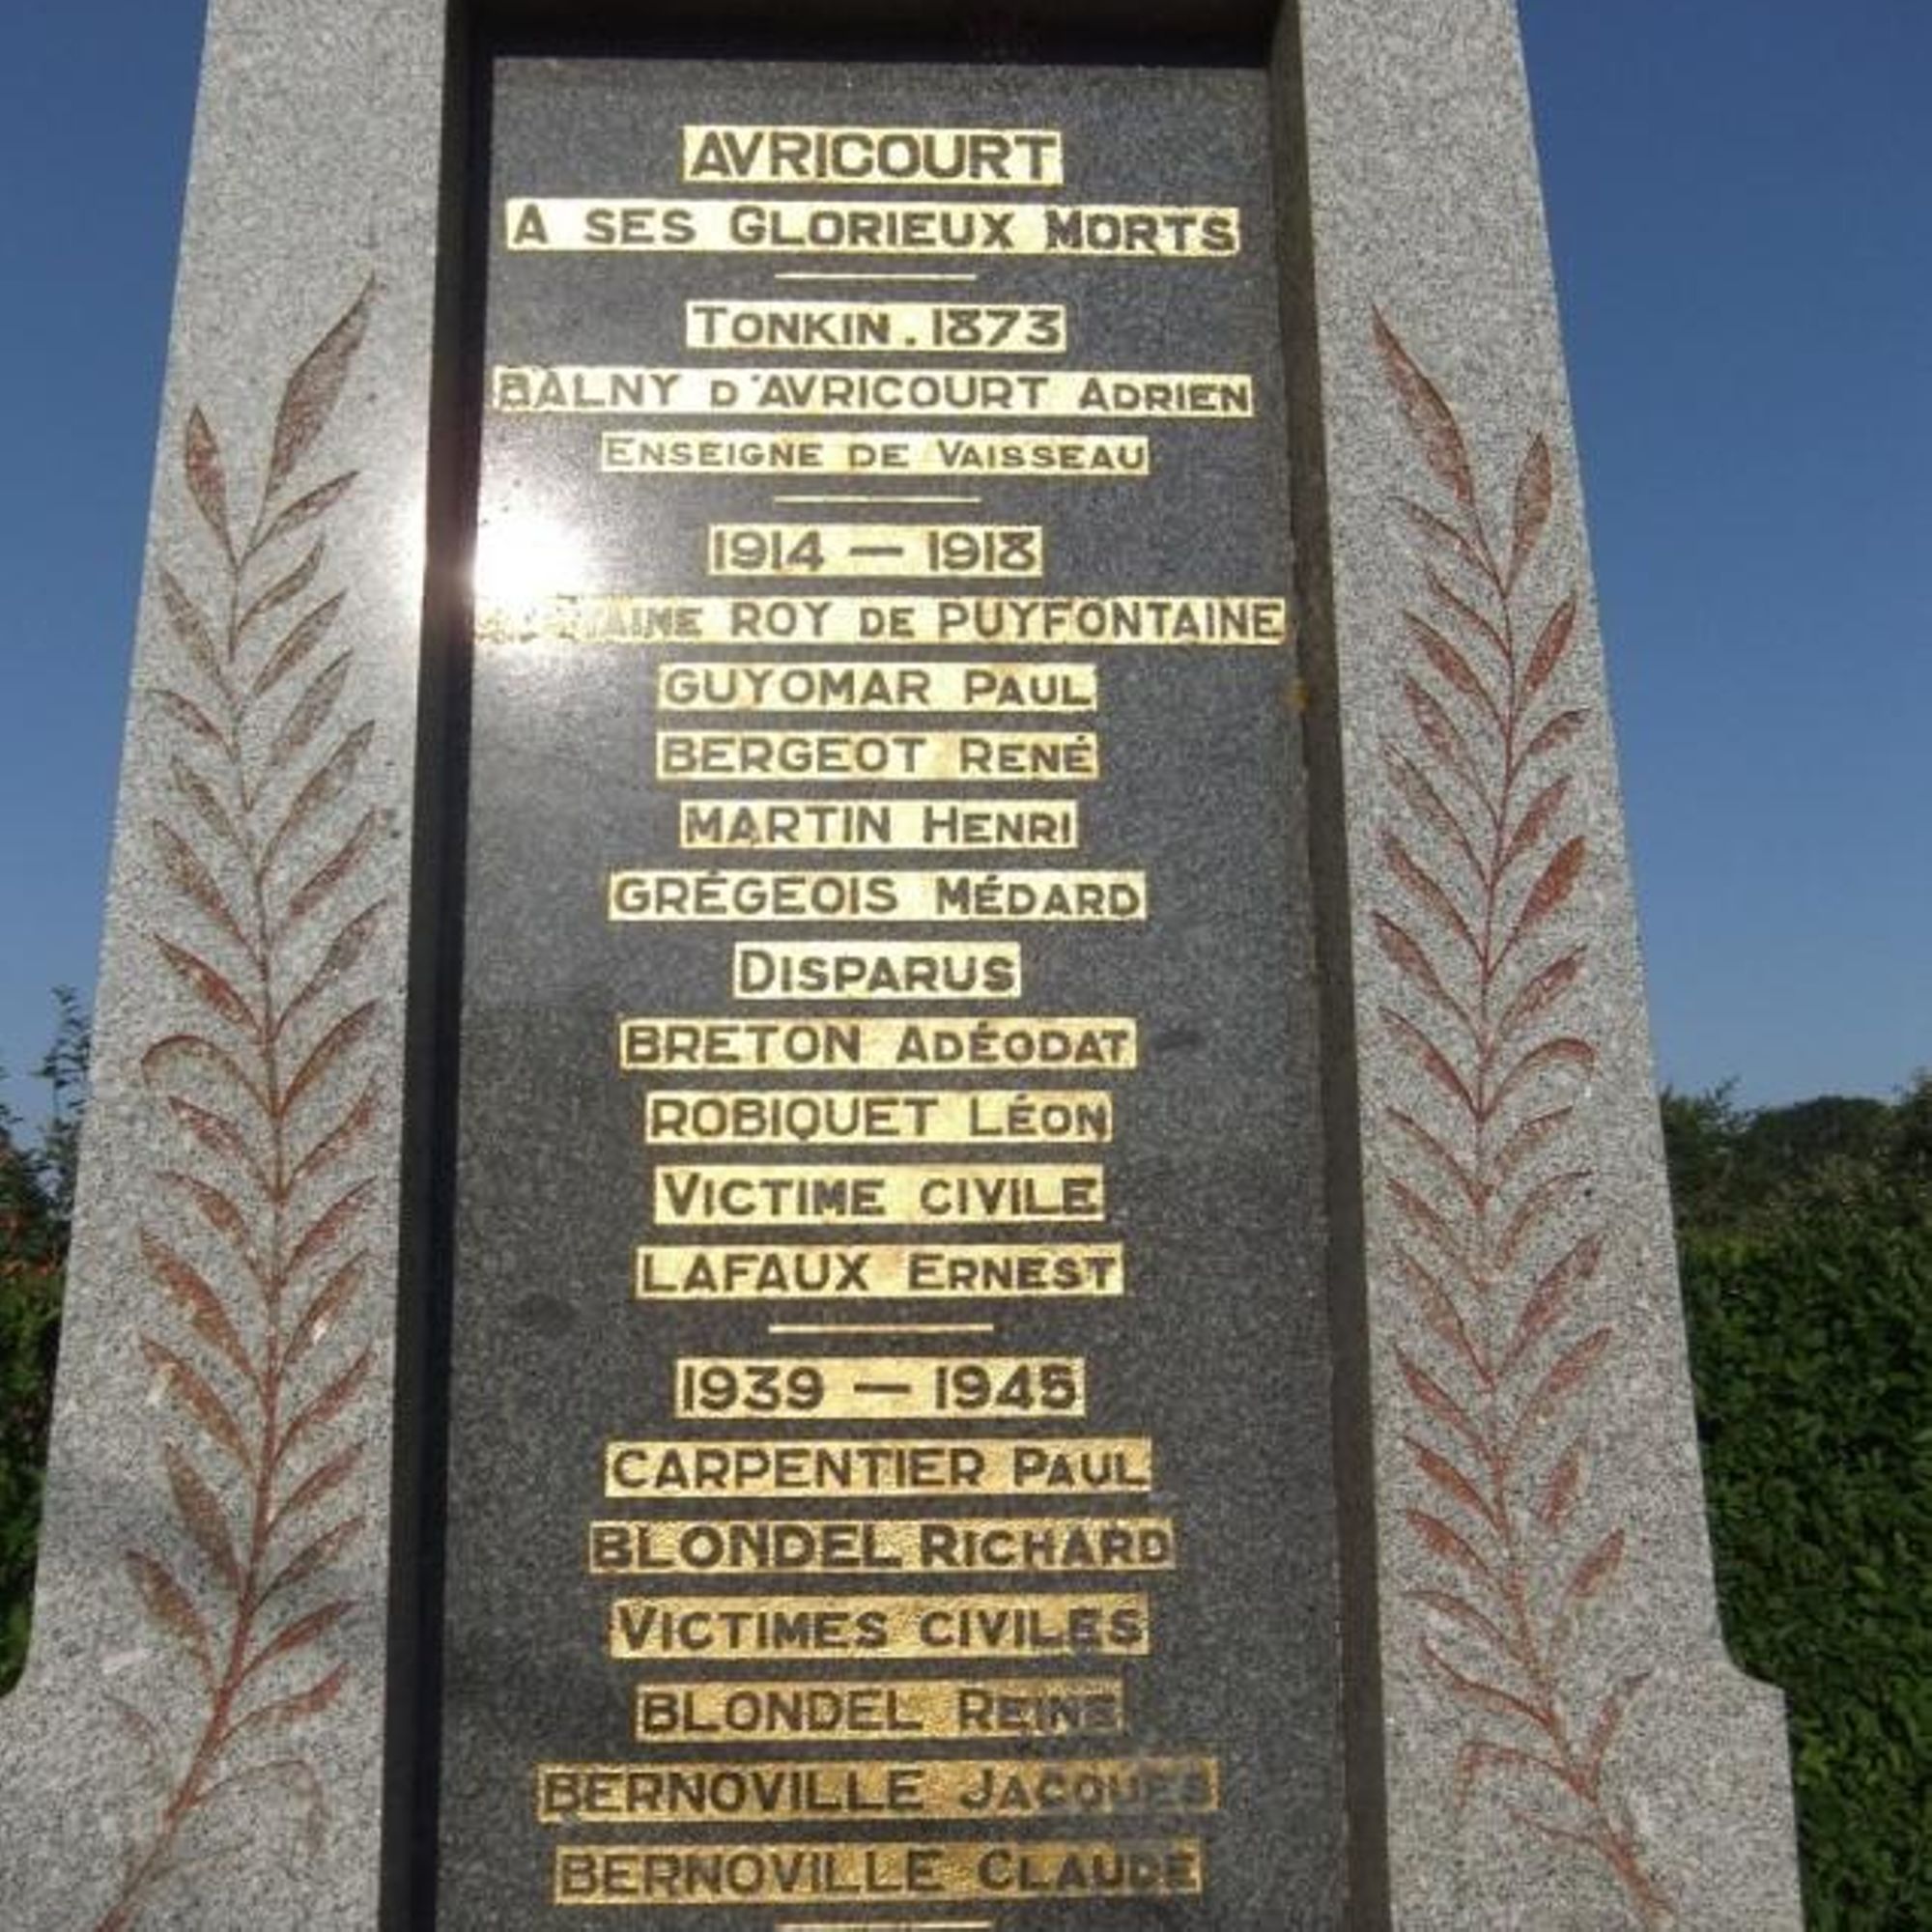 AVRICOURT
A SES GLORIEUX MORTS
TONKIN . 1873
BALNY D'AVRICOURT ADRIEN
ENSEIGNE DE VAISSEAU
1914 — 1918
ROY DE PUYFONTAINE
GUYOMAR PAUL
BERGEOT RENÉ
MARTIN HENRI
GRÉGEOIS MÉDARD
DISPARUS
BRETON ADÉODAT
ROBIQUET LÉON
VICTIME CIVILE
LAFAUX ERNEST
1939 — 1945
CARPENTIER PAUL
BLONDEL RICHARD
VICTIMES CIVILES
BLONDEL REINE
BERNOVILLE JACQUES
BERNOVILLE CLAUDE